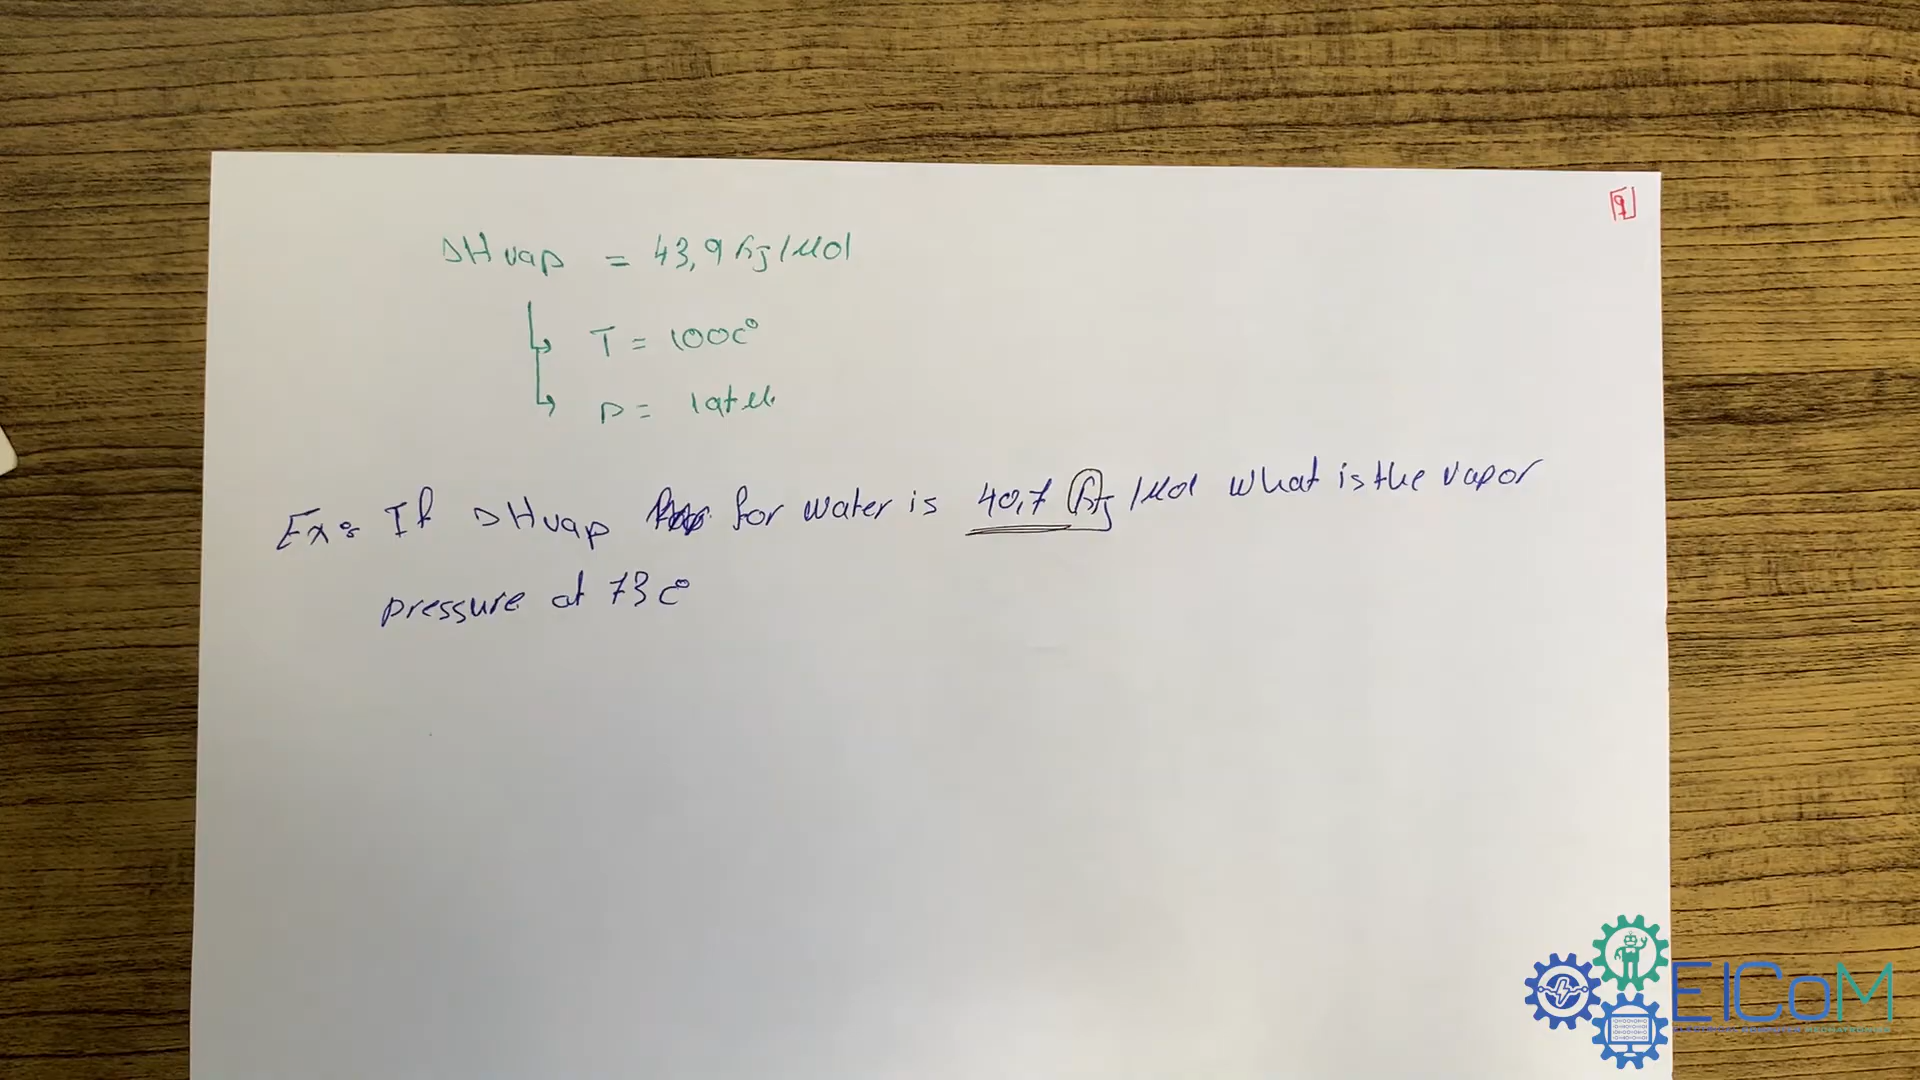 9
ΔHvap = 43,9 kj/mol
T = 100c°
P = 1atm
Ex: If ΔHvap for water is 40,7 kj/mol what is the vapor
pressure at 73c°
EICoM